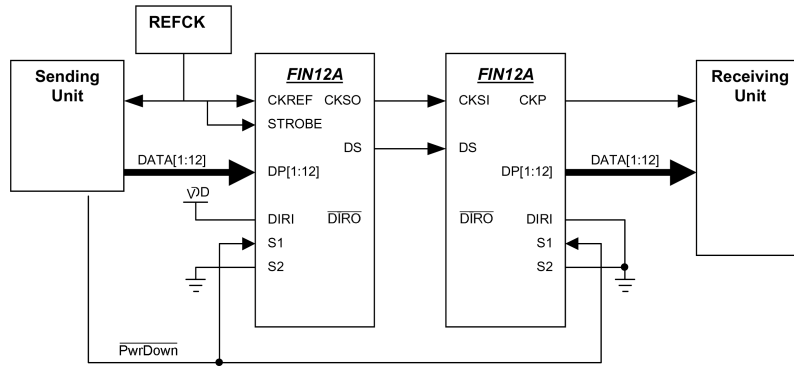 REFCK
Sending
Unit
FIN12A
CKREF CKSO
STROBE
DS
DP[1:12]
DIRI DIRO
S1
S2
FIN12A
CKSI CKP
DS
DP[1:12]
DIRO DIRI
S1
S2
Receiving
Unit
DATA[1:12]
DATA[1:12]
VDD
PwrDown